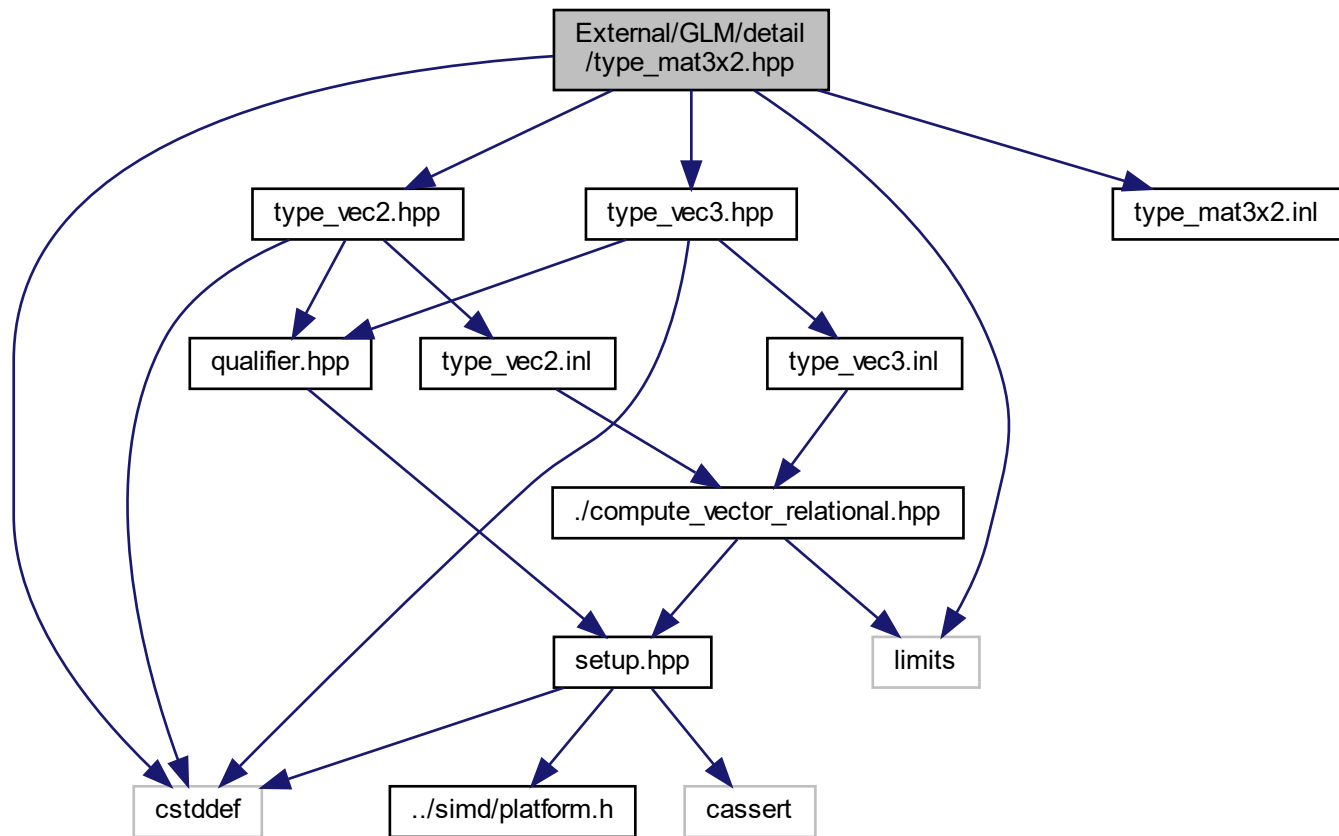 External/GLM/detail
/type_mat3x2.hpp
type_vec2.hpp
type_vec3.hpp
type_mat3x2.inl
qualifier.hpp
type_vec2.inl
type_vec3.inl
./compute_vector_relational.hpp
setup.hpp
limits
cstddef
../simd/platform.h
cassert